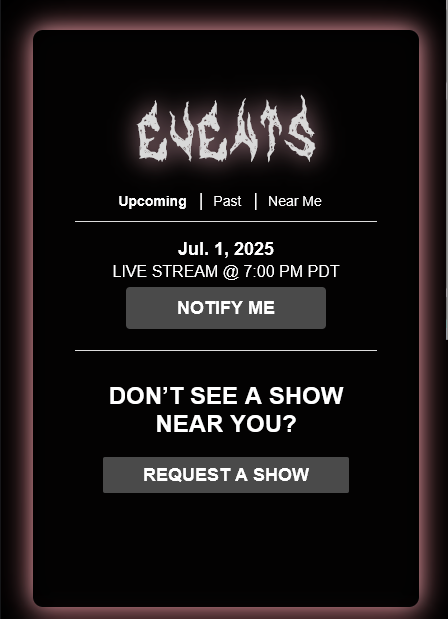 EVENTS
Upcoming | Past | Near Me
Jul. 1, 2025
LIVE STREAM @ 7:00 PM PDT
NOTIFY ME
DON’T SEE A SHOW
NEAR YOU?
REQUEST A SHOW